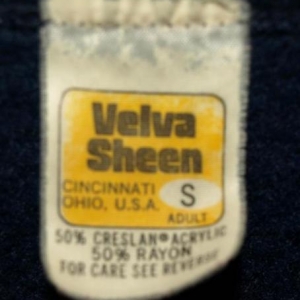 Velva
Sheen
CINCINNATI
OHIO, U.S.A.
S
ADULT
50% CRESLAN® ACRYLIC
50% RAYON
FOR CARE SEE REVERSE